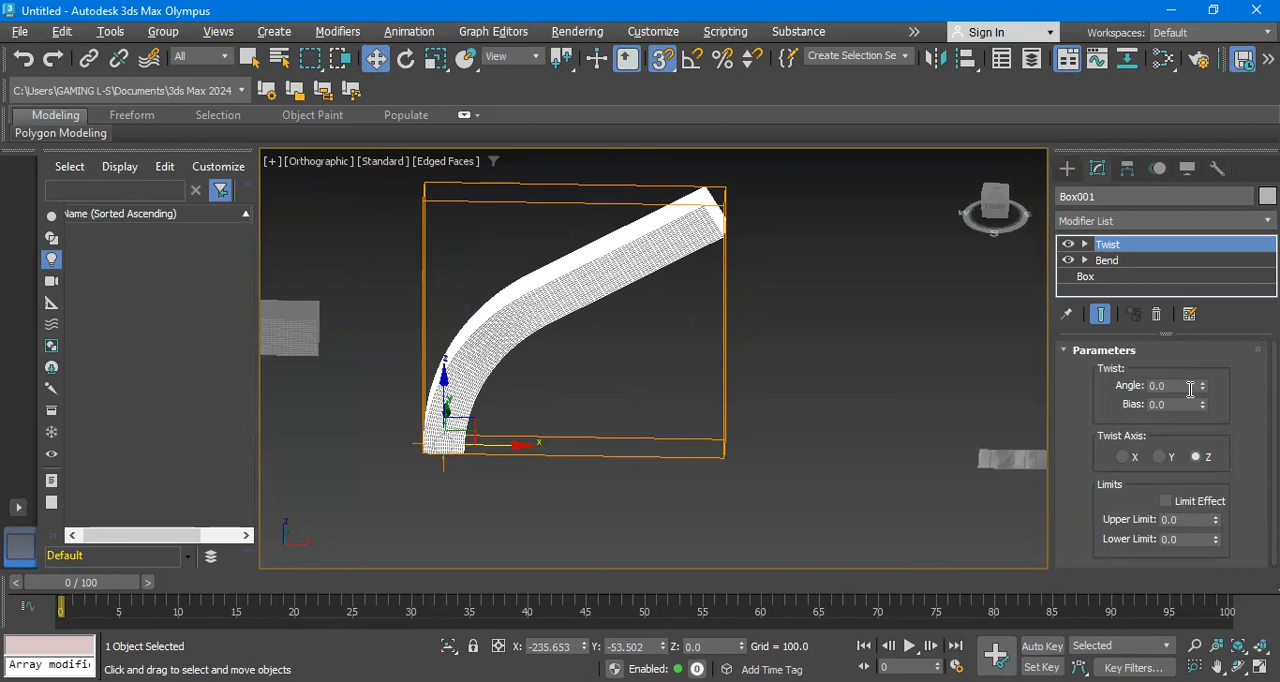 Untitled - Autodesk 3ds Max Olympus
File Edit Tools Group Views Create Modifiers Animation Graph Editors Rendering Customize Scripting Substance Sign In Workspaces: Default
All View Create Selection Se
C:\Users\GAMING L-S\Documents\3ds Max 2024
Modeling Freeform Selection Object Paint Populate
Polygon Modeling
Select Display Edit Customize
[+] [Orthographic ] [Standard ] [Edged Faces ]
FRONT
Box001
Name (Sorted Ascending)
Modifier List
Twist
Bend
Box
Parameters
Twist:
Angle: 0.0
Bias: 0.0
Twist Axis:
X Y Z
Limits
Limit Effect
Upper Limit: 0.0
Lower Limit: 0.0
z
y
x
z
Default
0 / 100
0 5 10 15 20 25 30 35 40 45 50 55 60 65 70 75 80 85 90 95 100
1 Object Selected X: -235.653 Y: -53.502 Z: 0.0 Grid = 100.0 Auto Key Selected
Array modifi Click and drag to select and move objects Enabled: 0 Add Time Tag 0 Set Key Key Filters...